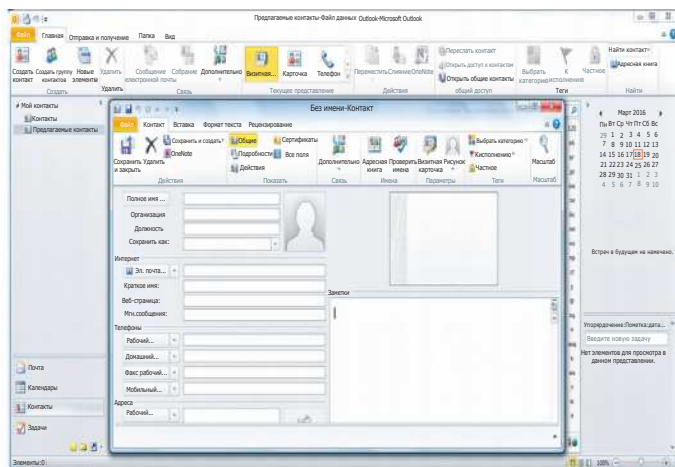 Предлагаемые контакты-Файл данных Outlook-Microsoft Outlook
Файл Главная Отправка и получение Папка Вид
Создать контакт
Создать группу контактов
Новые элементы
Удалить
Сообщение электронной почты
Собрание
Дополнительно
Визитная...
Карточка
Телефон
Переместить
Слияние
OneNote
Переслать контакт
Открыть доступ к контактам
Открыть общие контакты
Выбрать категорию
К исполнению
Частное
Найти контакт
Адресная книга
Создать
Удалить
Связь
Текущее представление
Действия
общий доступ
Теги
Найти
Мои контакты
Контакты
Предлагаемые контакты
Без имени-Контакт
Файл Контакт Вставка Формат текста Рецензирование
Сохранить и закрыть
Удалить
Сохранить и создать
OneNote
Общие
Подробности
Действия
Сертификаты
Все поля
Дополнительно
Адресная книга
Проверить имена
Визитная карточка
Рисунок
Выбрать категорию
Кисполнению
Частное
Масштаб
Действия
Показать
Связь
Имена
Параметры
Теги
Масштаб
Полное имя ...
Организация
Должность
Сохранить как:
Интернет
Эл. почта...
Краткое имя:
Веб-страница:
Мгн.сообщения:
Телефоны
Рабочий...
Домашний...
Факс рабочий...
Мобильный...
Адреса
Рабочий...
Заметки
Март 2016
Пн Вт Ср Чт Пт Сб Вс
29 1 2 3 4 5 6
7 8 9 10 11 12 13
14 15 16 17 18 19 20
21 22 23 24 25 26 27
28 29 30 31 1 2 3
4 5 6 7 8 9 10
Встреч в будущем не намечено.
Упорядочение:Пометка:дата...
Введите новую задачу
Нет элементов для просмотра в
данном представлении.
Почта
Календары
Контакты
Задачи
Элементы:0
100%